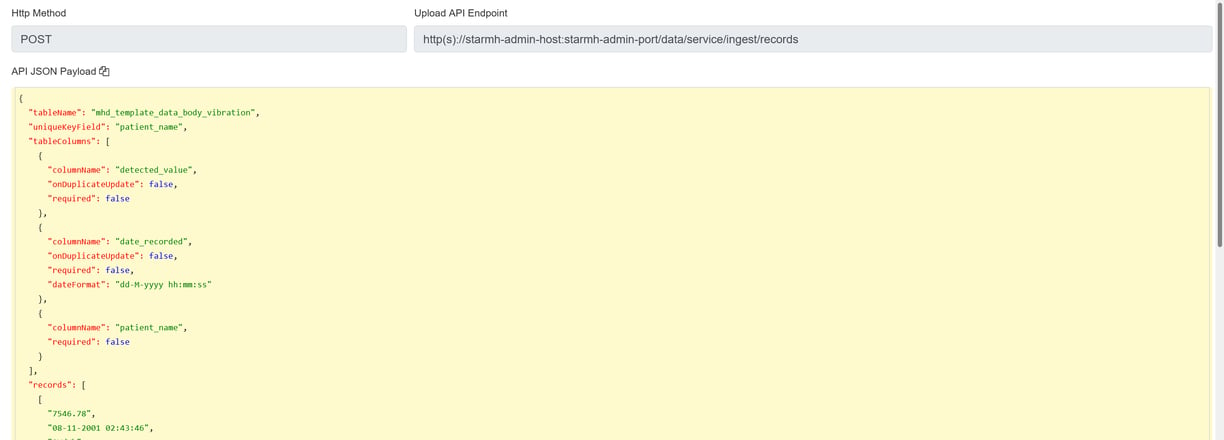 Http Method
Upload API Endpoint
POST
http(s)://starmh-admin-host:starmh-admin-port/data/service/ingest/records
API JSON Payload
{
"tableName": "mhd_template_data_body_vibration",
"uniqueKeyField": "patient_name",
"tableColumns": [
{
"columnName": "detected_value",
"onDuplicateUpdate": false,
"required": false
},
{
"columnName": "date_recorded",
"onDuplicateUpdate": false,
"required": false,
"dateFormat": "dd-M-yyyy hh:mm:ss"
},
{
"columnName": "patient_name",
"required": false
}
],
"records": [
[
"7546.78",
"08-11-2001 02:43:46",